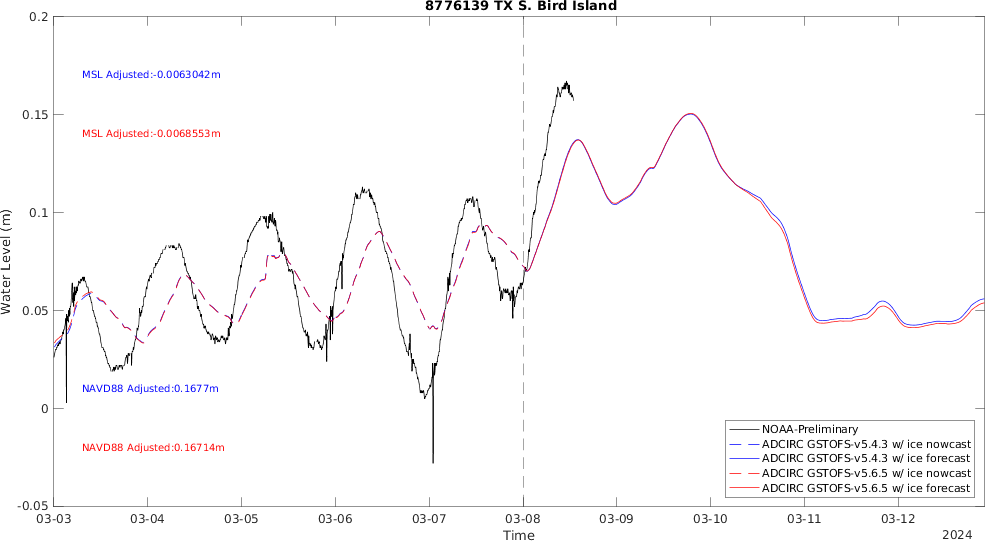 8776139 TX S. Bird Island
0.2
0.15
0.1
0.05
0
-0.05
Water Level (m)
MSL Adjusted:-0.0063042m
MSL Adjusted:-0.0068553m
NAVD88 Adjusted:0.1677m
NAVD88 Adjusted:0.16714m
NOAA-Preliminary
ADCIRC GSTOFS-v5.4.3 w/ ice nowcast
ADCIRC GSTOFS-v5.4.3 w/ ice forecast
ADCIRC GSTOFS-v5.6.5 w/ ice nowcast
ADCIRC GSTOFS-v5.6.5 w/ ice forecast
03-03 03-04 03-05 03-06 03-07 03-08 03-09 03-10 03-11 03-12
Time
2024